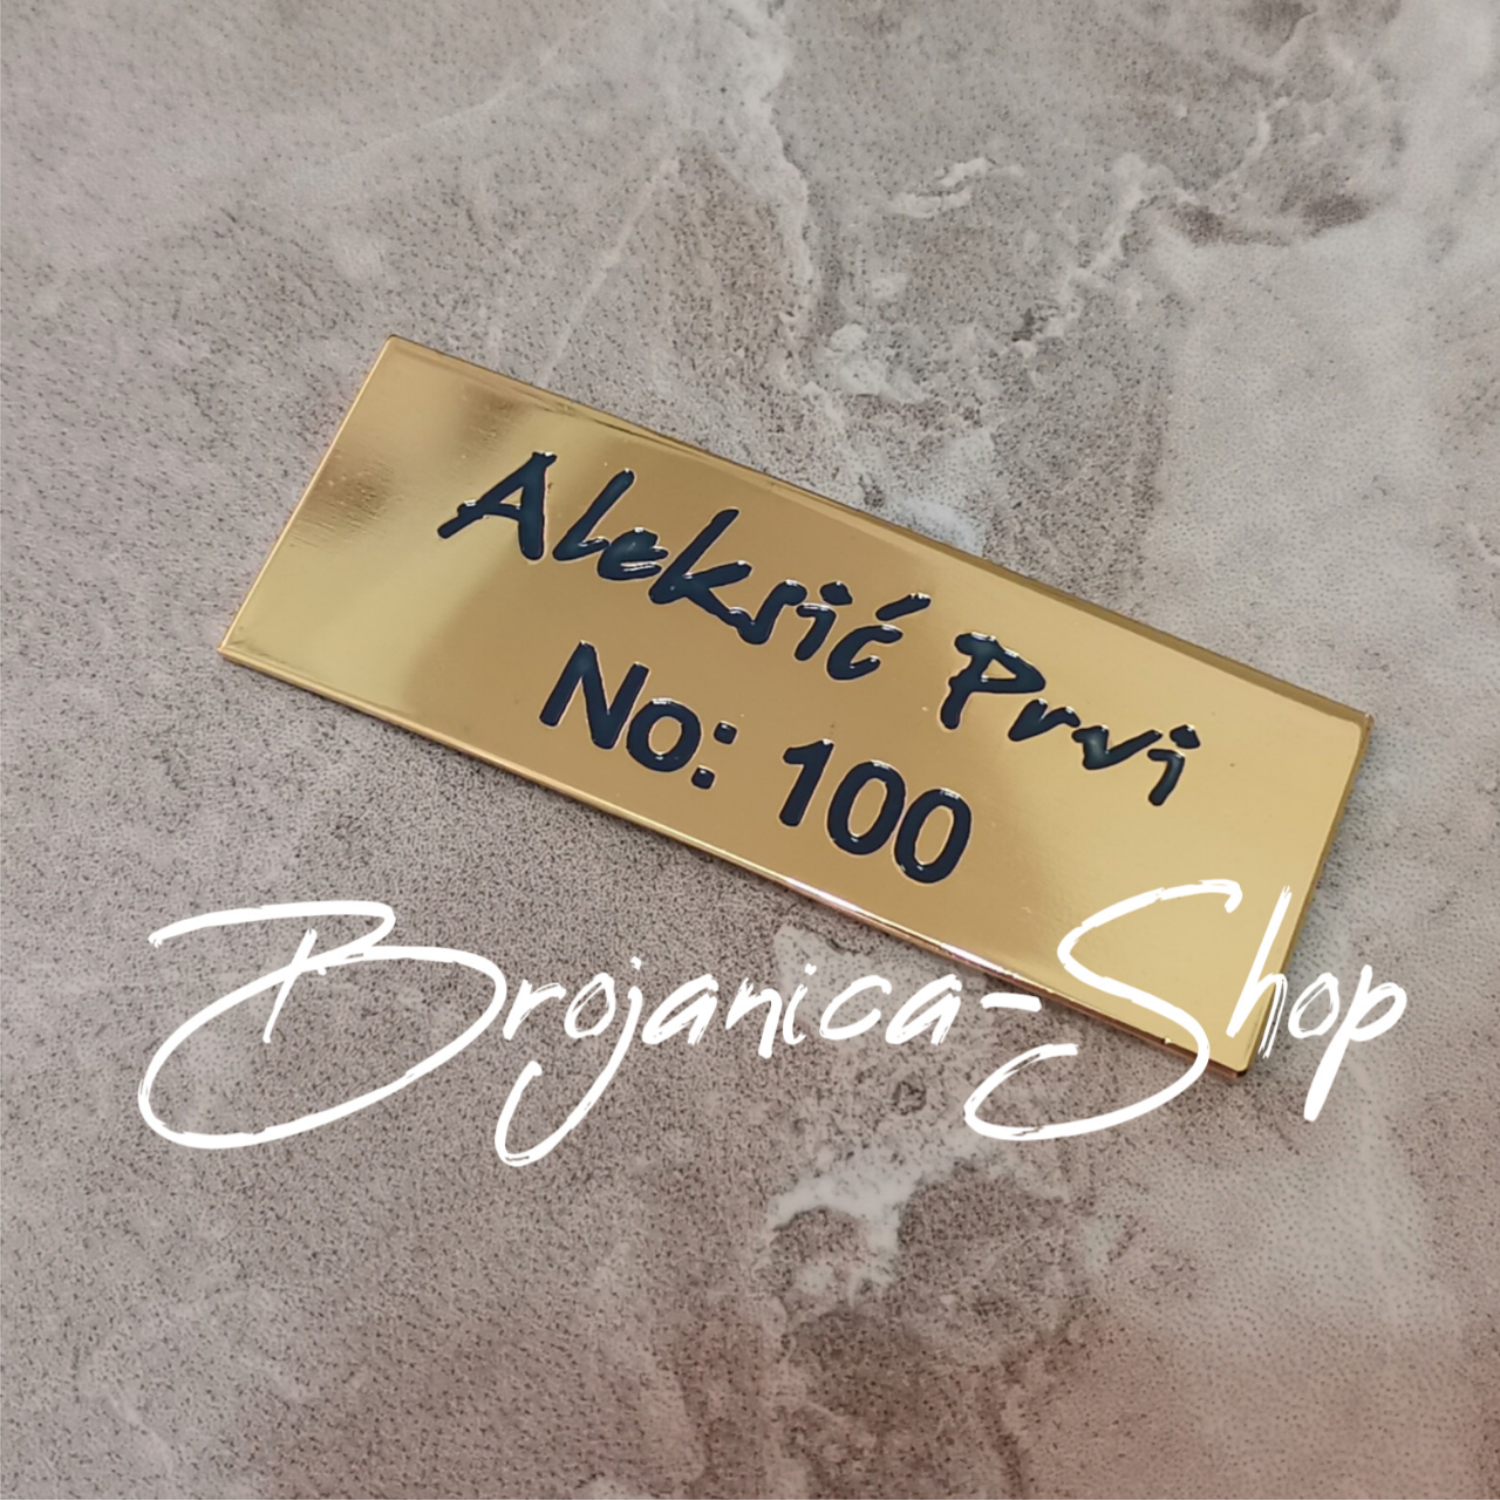 Aleksić Prvi
No: 100
Brojanica-Shop